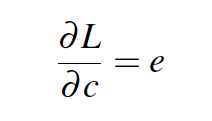 ∂L/∂c = e